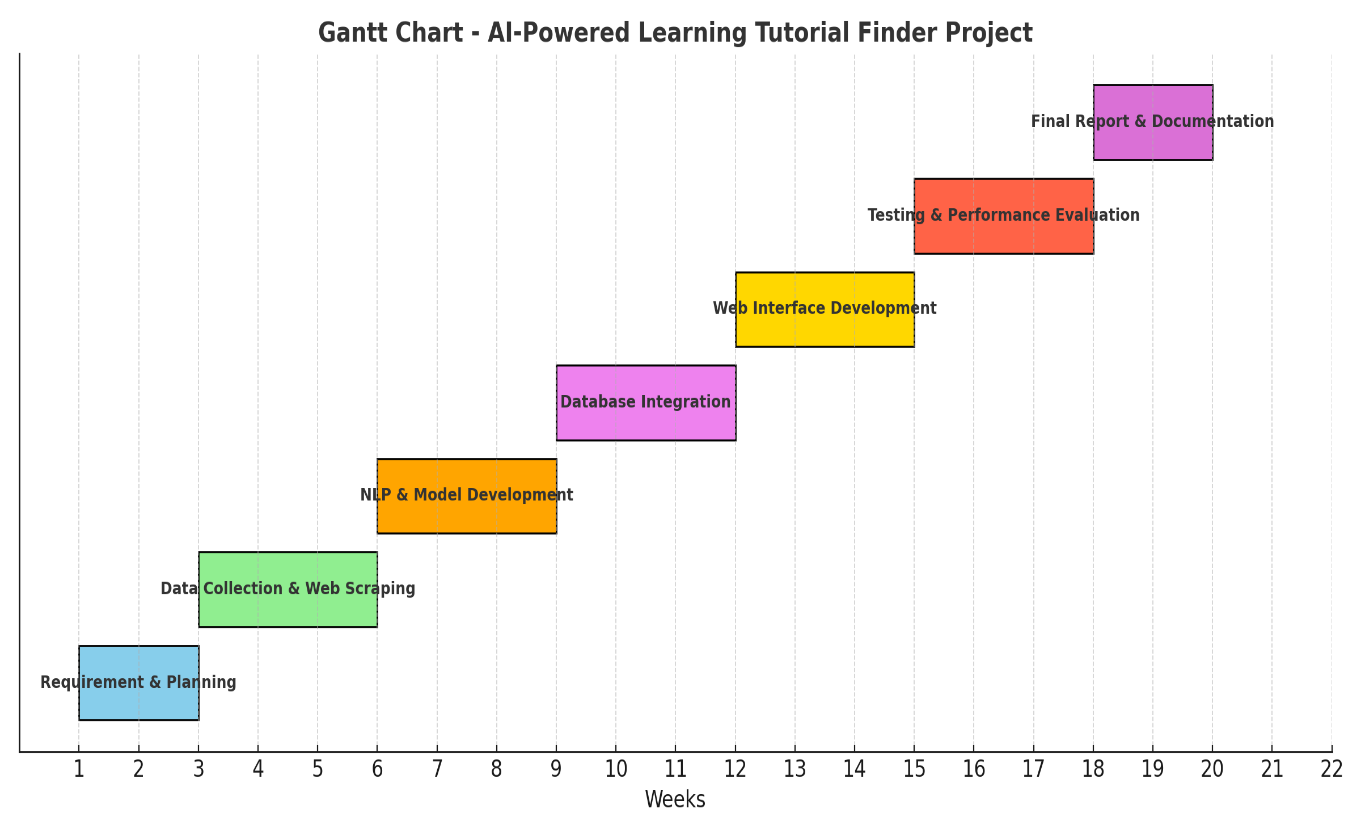 Gantt Chart - AI-Powered Learning Tutorial Finder Project
Final Report & Documentation
Testing & Performance Evaluation
Web Interface Development
Database Integration
NLP & Model Development
Data Collection & Web Scraping
Requirement & Planning
1 2 3 4 5 6 7 8 9 10 11 12 13 14 15 16 17 18 19 20 21 22
Weeks